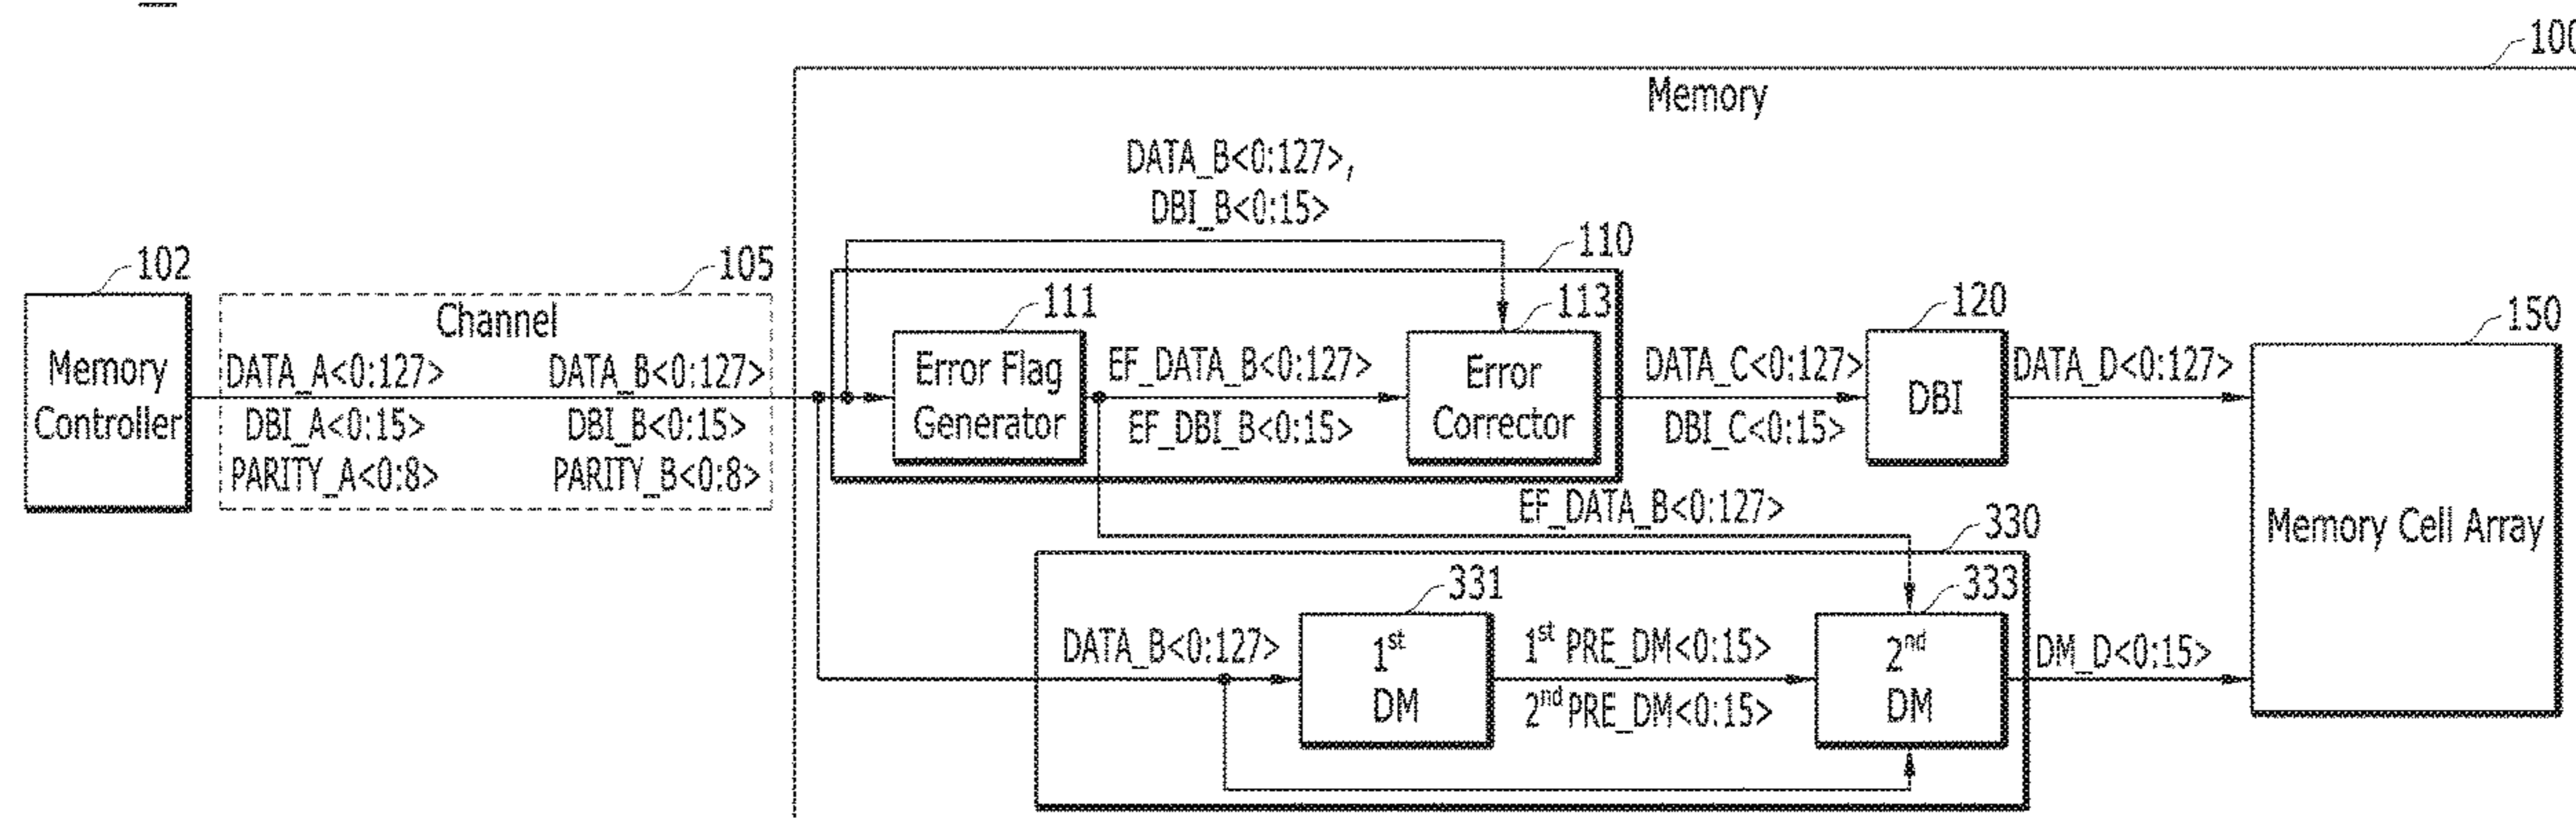 100
Memory
DATA_B<0:127>,
DBI_B<0:15>
102
105
110
Channel
111
113
120
150
Memory
Controller
DATA_A<0:127>
DBI_A<0:15>
PARITY_A<0:8>
DATA_B<0:127>
DBI_B<0:15>
PARITY_B<0:8>
Error Flag
Generator
EF_DATA_B<0:127>
EF_DBI_B<0:15>
Error
Corrector
DATA_C<0:127>
DBI_C<0:15>
DBI
DATA_D<0:127>
Memory Cell Array
EF_DATA_B<0:127>
330
331
333
DATA_B<0:127>
1st
DM
1st PRE_DM<0:15>
2nd PRE_DM<0:15>
2nd
DM
DM_D<0:15>